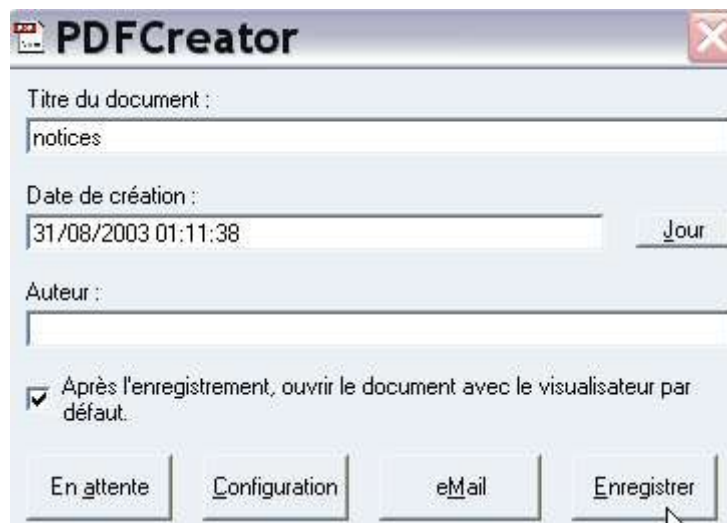 PDFCreator
Titre du document :
notices
Date de création :
31/08/2003 01:11:38
Jour
Auteur :
Après l'enregistrement, ouvrir le document avec le visualisateur par
défaut.
En attente Configuration eMail Enregistrer